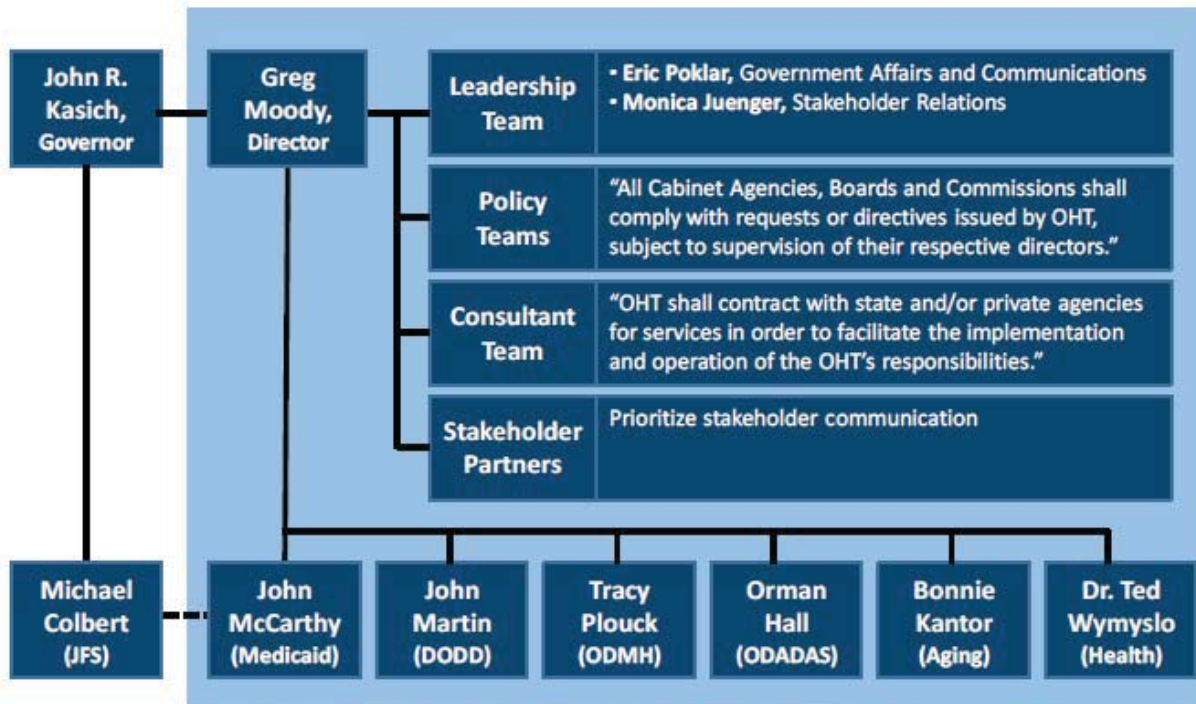 John R.
Kasich,
Governor
Greg
Moody,
Director
Leadership
Team
▪ Eric Poklar, Government Affairs and Communications
▪ Monica Juenger, Stakeholder Relations
Policy
Teams
“All Cabinet Agencies, Boards and Commissions shall
comply with requests or directives issued by OHT,
subject to supervision of their respective directors.”
Consultant
Team
“OHT shall contract with state and/or private agencies
for services in order to facilitate the implementation
and operation of the OHT’s responsibilities.”
Stakeholder
Partners
Prioritize stakeholder communication
Michael
Colbert
(JFS)
John
McCarthy
(Medicaid)
John
Martin
(DODD)
Tracy
Plouck
(ODMH)
Orman
Hall
(ODADAS)
Bonnie
Kantor
(Aging)
Dr. Ted
Wymyslo
(Health)